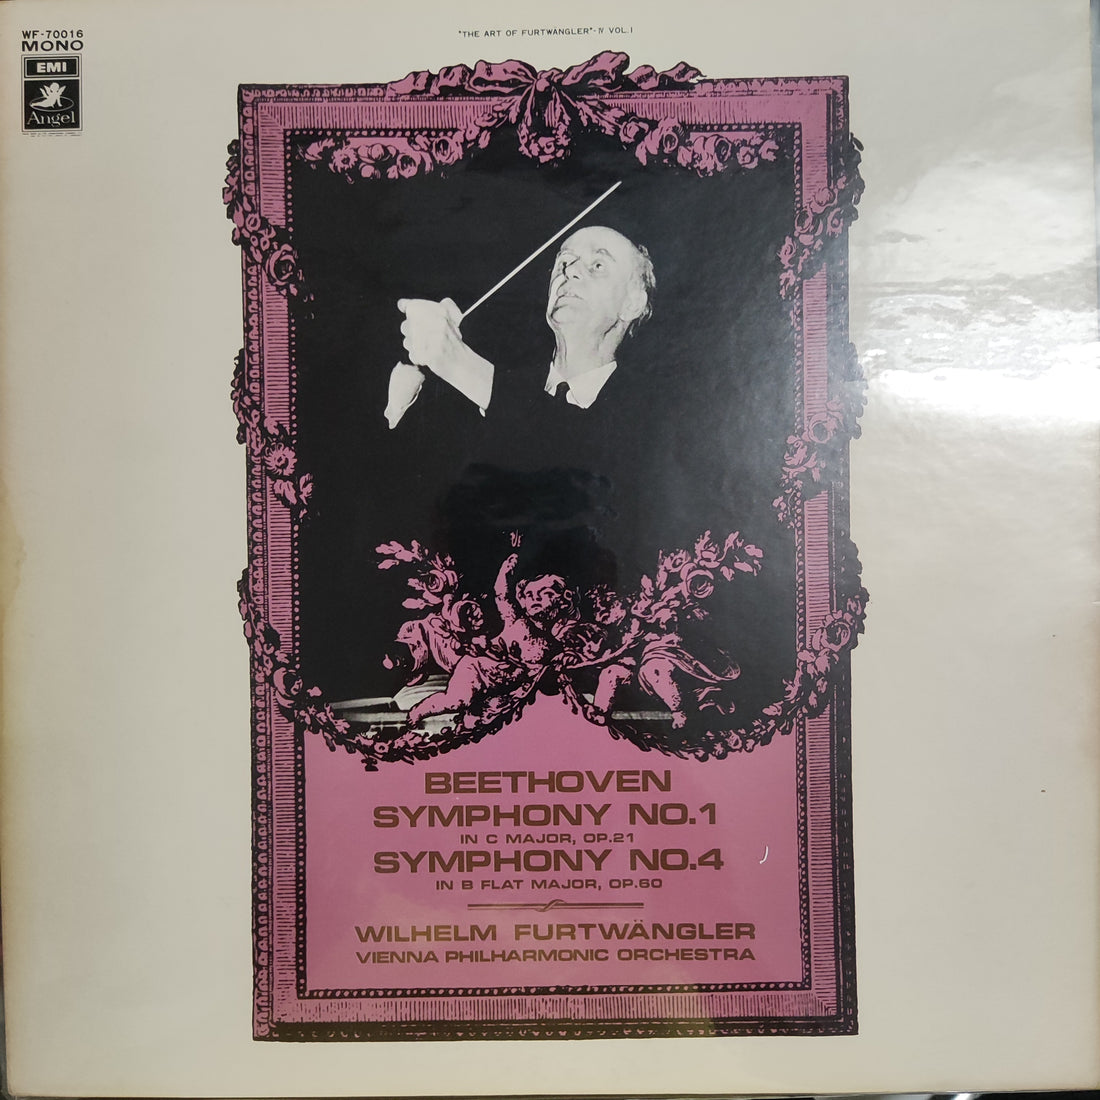 WF-70016
MONO
EMI
Angel
"THE ART OF FURTWÄNGLER"-IV VOL.1
BEETHOVEN
SYMPHONY NO.1
IN C MAJOR, OP.21
SYMPHONY NO.4
IN B FLAT MAJOR, OP.60
WILHELM FURTWÄNGLER
VIENNA PHILHARMONIC ORCHESTRA